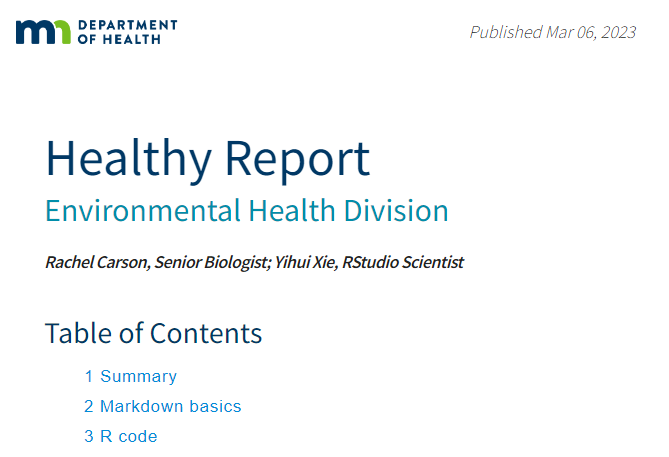 mn DEPARTMENT
OF HEALTH
Published Mar 06, 2023
Healthy Report
Environmental Health Division
Rachel Carson, Senior Biologist; Yihui Xie, RStudio Scientist
Table of Contents
1 Summary
2 Markdown basics
3 R code